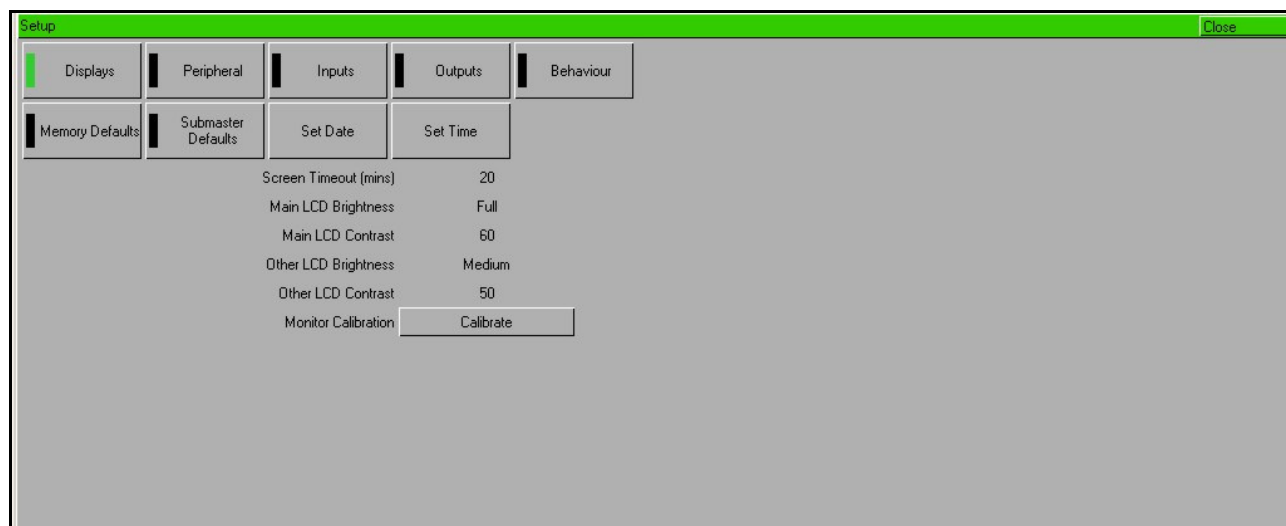 Setup Close
Displays Peripheral Inputs Outputs Behaviour
Memory Defaults Submaster Defaults Set Date Set Time
Screen Timeout (mins) 20
Main LCD Brightness Full
Main LCD Contrast 60
Other LCD Brightness Medium
Other LCD Contrast 50
Monitor Calibration Calibrate